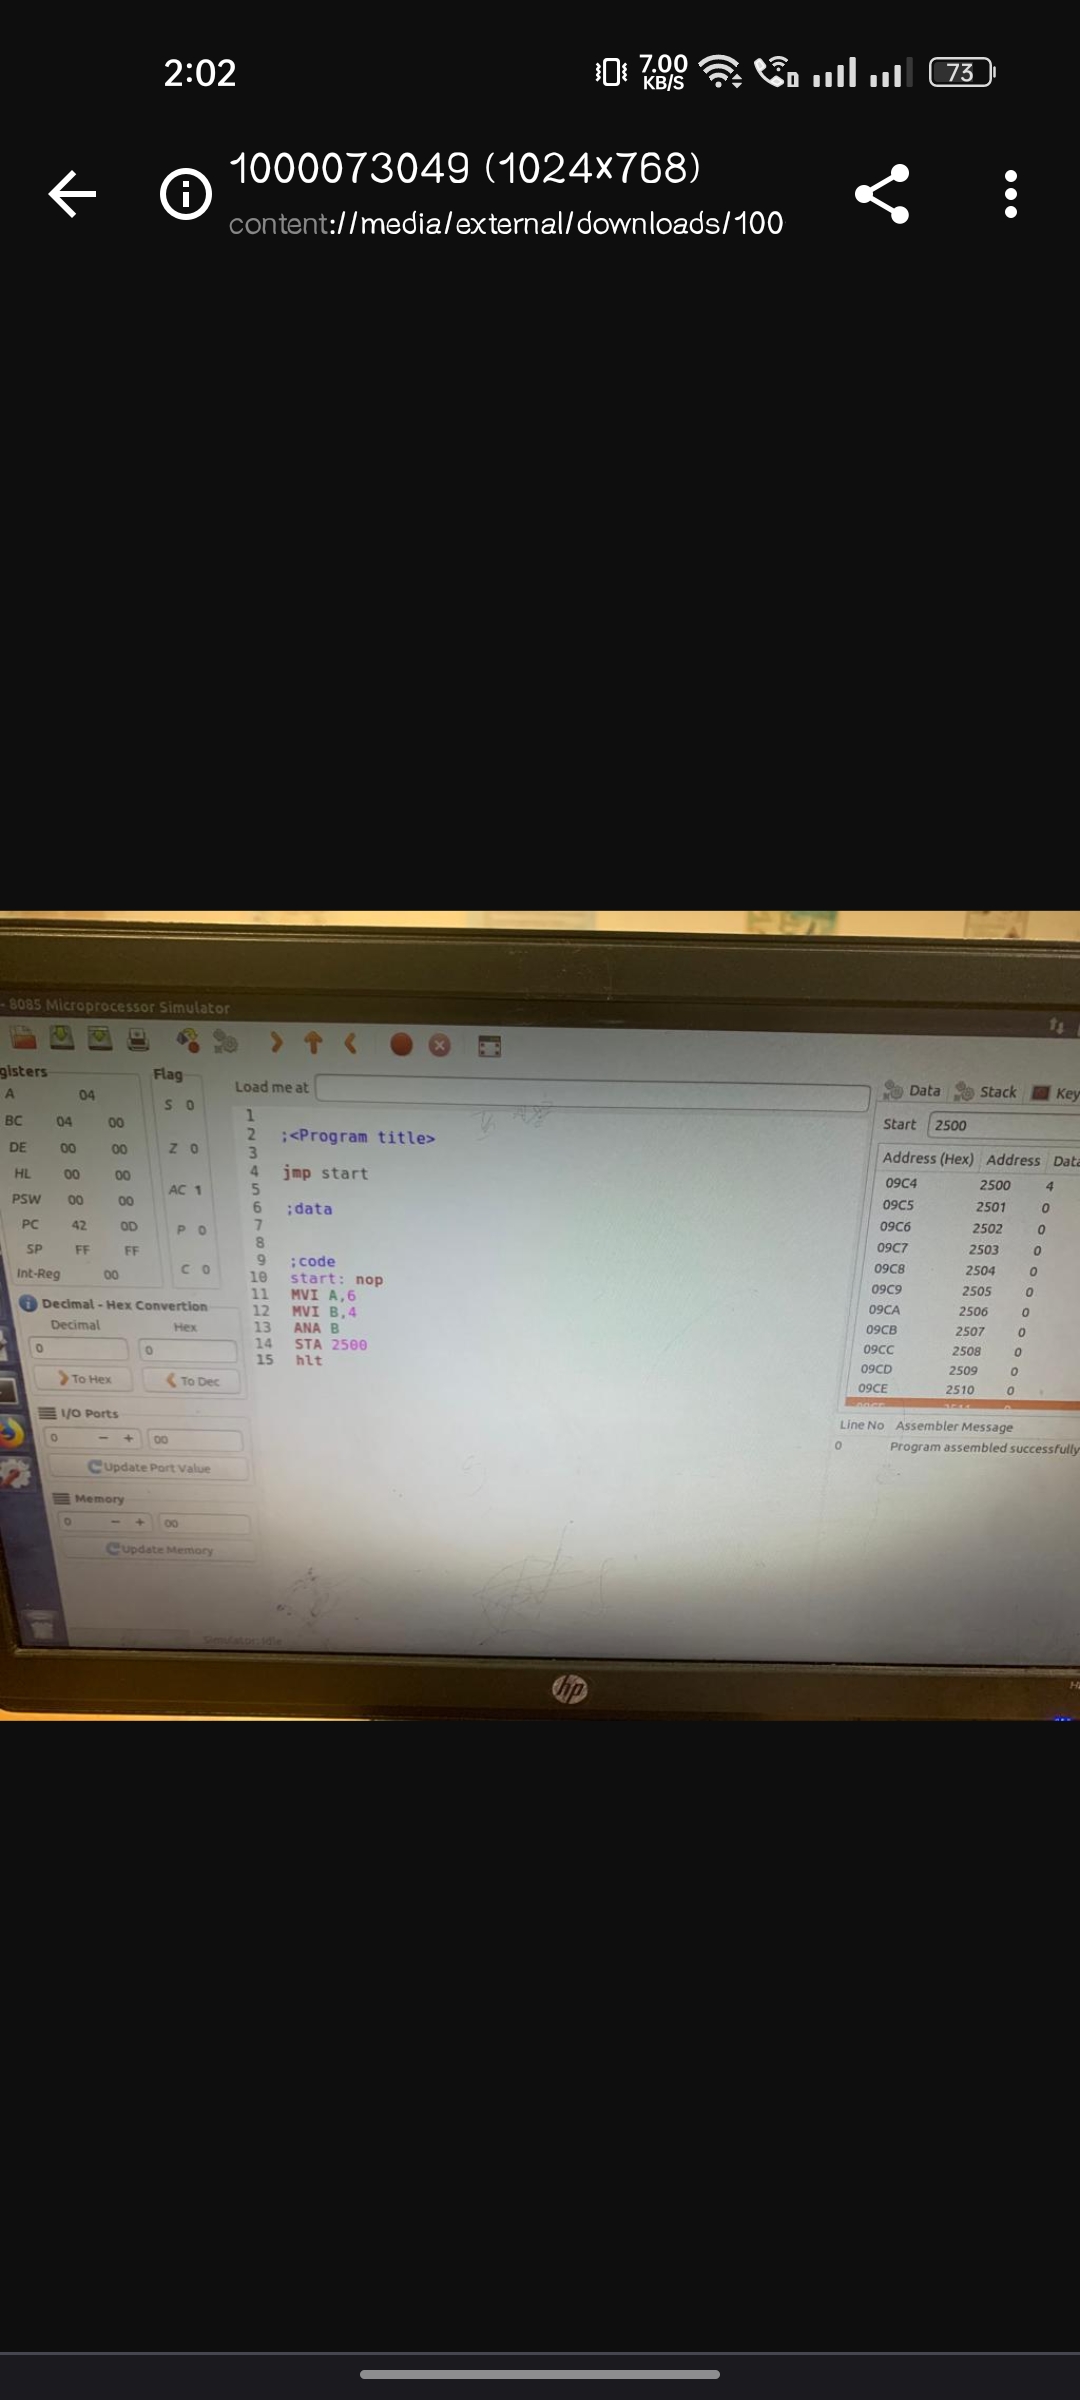 2:02
7.00
KB/S
73
1000073049 (1024x768)
content://media/external/downloads/100
- 8085 Microprocessor Simulator
gisters
Flag
Load me at
Data
Stack
Key
A 04
BC 04 00
DE 00 00
HL 00 00
PSW 00 00
PC 42 0D
SP FF FF
Int-Reg 00
S 0
Z 0
AC 1
P 0
C 0
Decimal - Hex Convertion
Decimal
Hex
0
0
To Hex
To Dec
I/O Ports
0 - + 00
Update Port Value
Memory
0 - + 00
Update Memory
1
2 ;<Program title>
3
4 jmp start
5
6 ;data
7
8
9 ;code
10 start: nop
11 MVI A,6
12 MVI B,4
13 ANA B
14 STA 2500
15 hlt
Start 2500
Address (Hex) Address Data
09C4 2500 4
09C5 2501 0
09C6 2502 0
09C7 2503 0
09C8 2504 0
09C9 2505 0
09CA 2506 0
09CB 2507 0
09CC 2508 0
09CD 2509 0
09CE 2510 0
Line No Assembler Message
0 Program assembled successfully
Simulator: Idle
hp